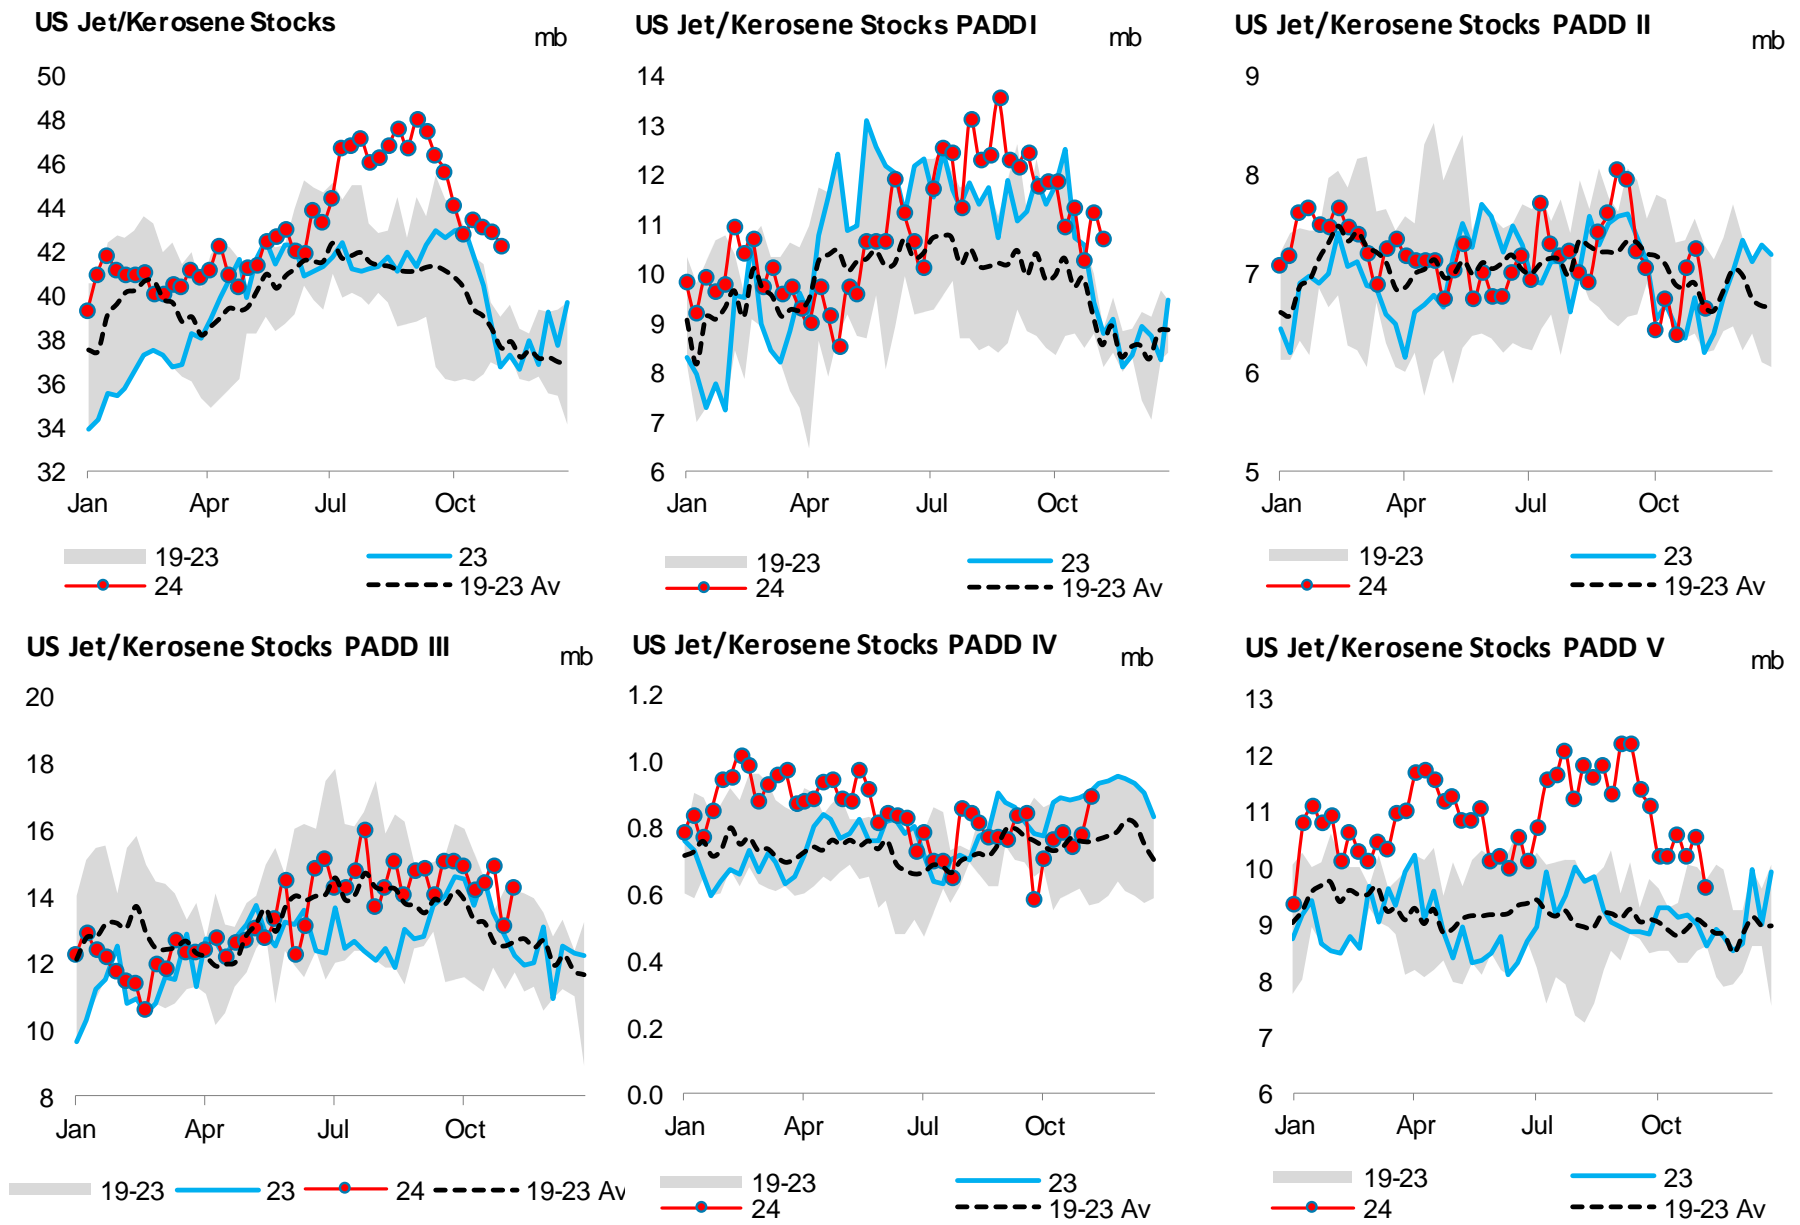 US Jet/Kerosene Stocks
mb
50
48
46
44
42
40
38
36
34
32
Jan Apr Jul Oct
19-23 23
24 19-23 Av
US Jet/Kerosene Stocks PADDI
mb
14
13
12
11
10
9
8
7
6
Jan Apr Jul Oct
19-23 23
24 19-23 Av
US Jet/Kerosene Stocks PADD II
mb
9
8
7
6
5
Jan Apr Jul Oct
19-23 23
24 19-23 Av
US Jet/Kerosene Stocks PADD III
mb
20
18
16
14
12
10
8
Jan Apr Jul Oct
19-23 23 24 19-23 Av
US Jet/Kerosene Stocks PADD IV
mb
1.2
1.0
0.8
0.6
0.4
0.2
0.0
Jan Apr Jul Oct
19-23 23
24 19-23 Av
US Jet/Kerosene Stocks PADD V
mb
13
12
11
10
9
8
7
6
Jan Apr Jul Oct
19-23 23
24 19-23 Av